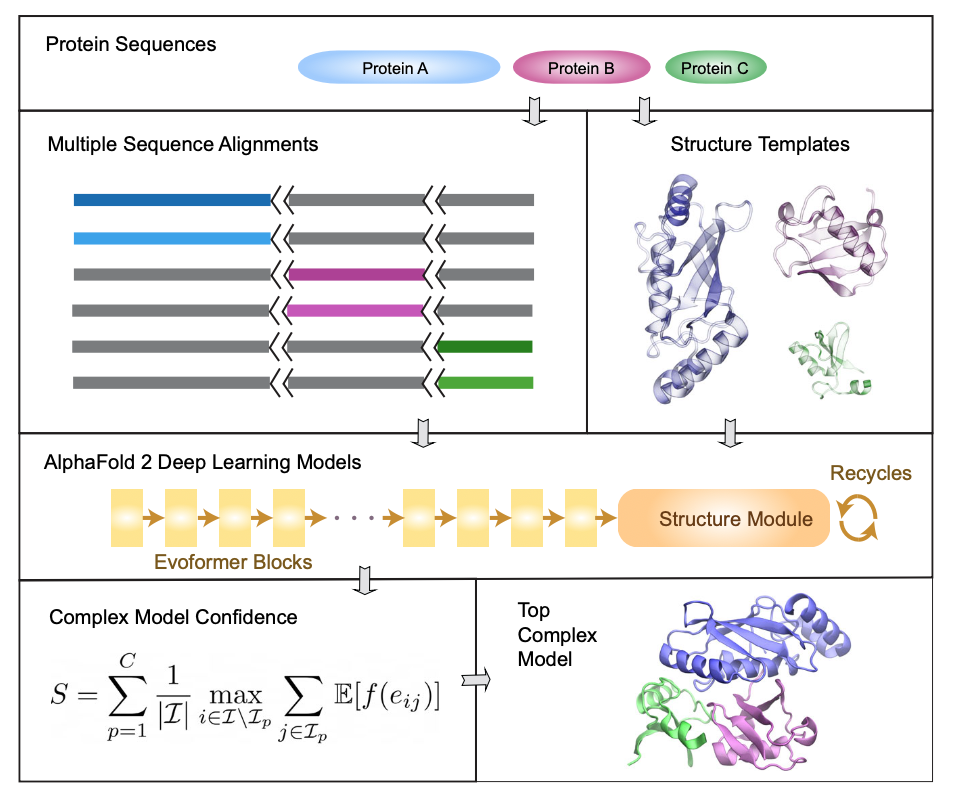 Protein Sequences
Protein A
Protein B
Protein C
Multiple Sequence Alignments
Structure Templates
AlphaFold 2 Deep Learning Models
Recycles
· · ·
Structure Module
Evoformer Blocks
Complex Model Confidence
S = \sum_{p=1}^{C} \frac{1}{|\mathcal{I}|} \max_{i \in \mathcal{I} \setminus \mathcal{I}_p} \sum_{j \in \mathcal{I}_p} \mathbb{E}[f(e_{ij})]
Top
Complex
Model